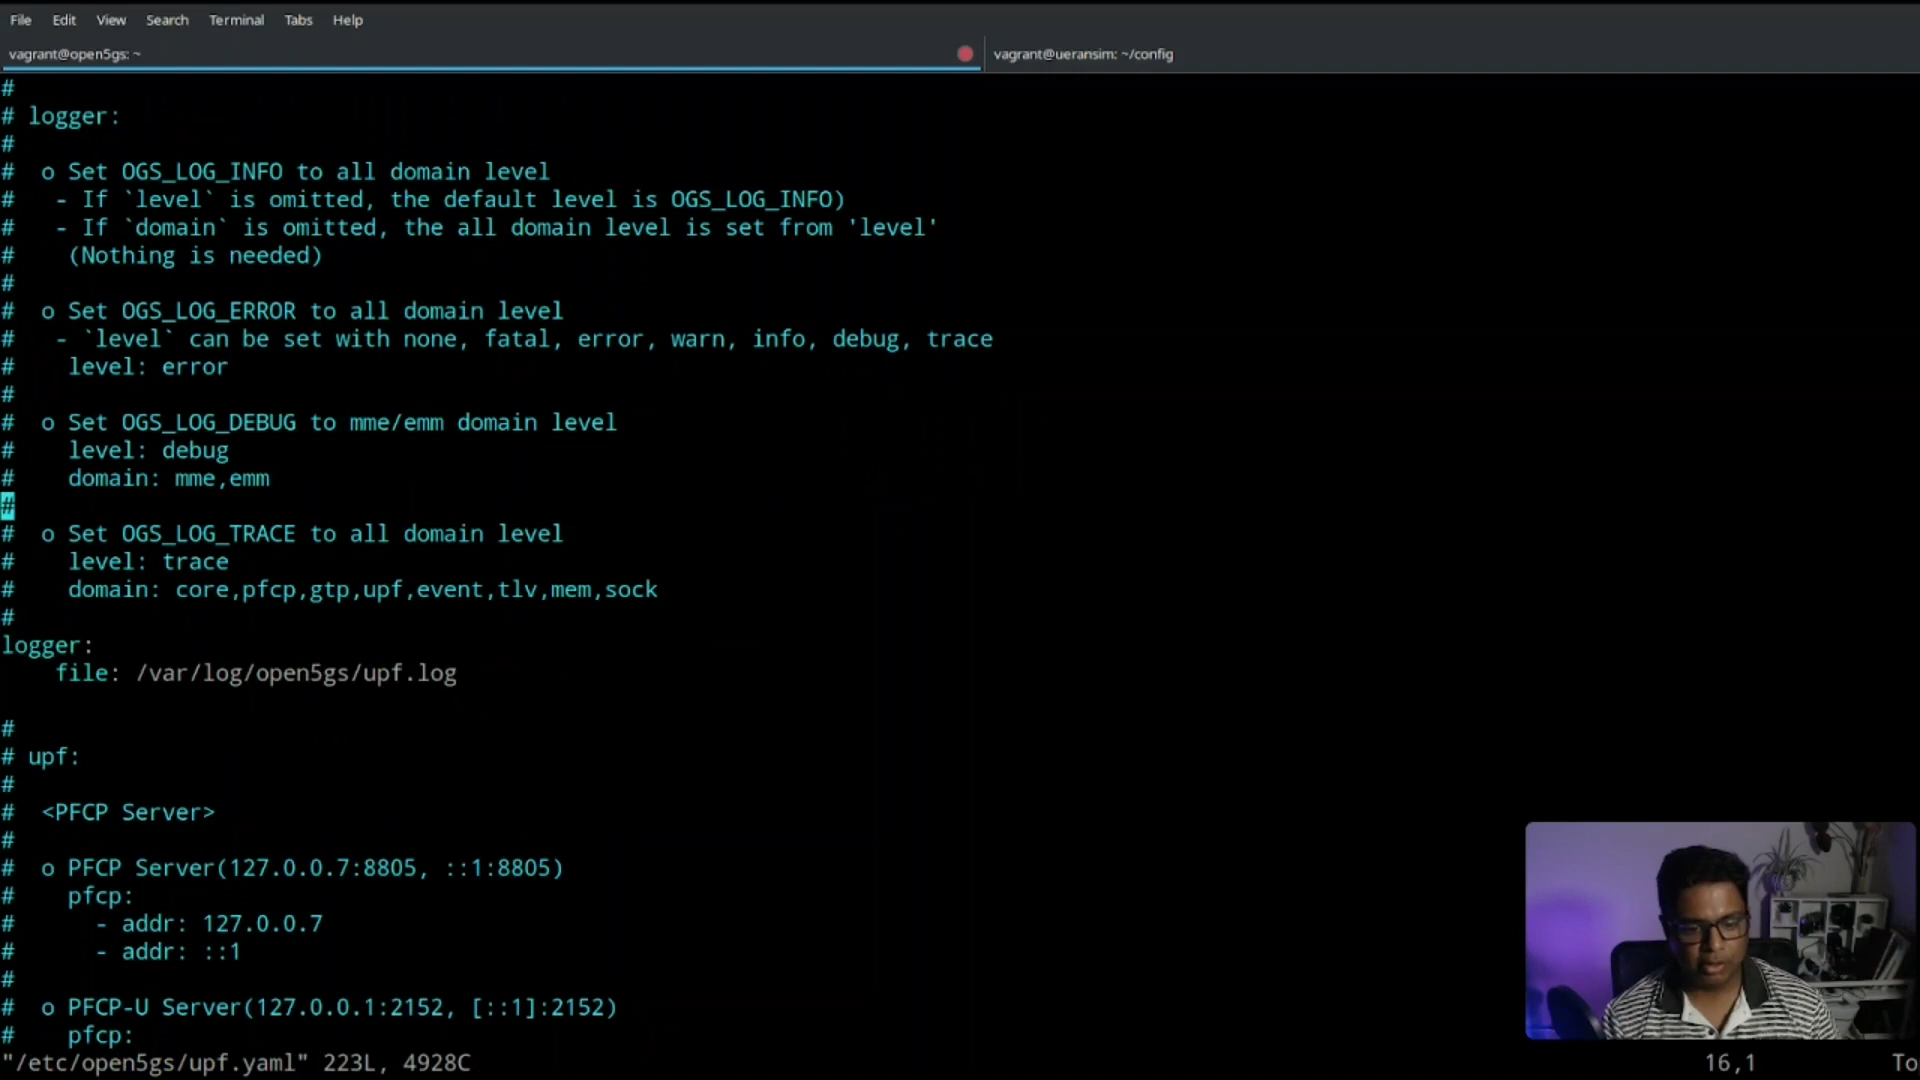 File Edit View Search Terminal Tabs Help
vagrant@open5gs: ~ vagrant@ueransim: ~/config
#
# logger:
#
#  o Set OGS_LOG_INFO to all domain level
#   - If `level` is omitted, the default level is OGS_LOG_INFO)
#   - If `domain` is omitted, the all domain level is set from 'level'
#    (Nothing is needed)
#
#  o Set OGS_LOG_ERROR to all domain level
#   - `level` can be set with none, fatal, error, warn, info, debug, trace
#    level: error
#
#  o Set OGS_LOG_DEBUG to mme/emm domain level
#    level: debug
#    domain: mme,emm
#
#  o Set OGS_LOG_TRACE to all domain level
#    level: trace
#    domain: core,pfcp,gtp,upf,event,tlv,mem,sock
#
logger:
    file: /var/log/open5gs/upf.log
#
# upf:
#
#  <PFCP Server>
#
#  o PFCP Server(127.0.0.7:8805, ::1:8805)
#    pfcp:
#      - addr: 127.0.0.7
#      - addr: ::1
#
#  o PFCP-U Server(127.0.0.1:2152, [::1]:2152)
#    pfcp:
"/etc/open5gs/upf.yaml" 223L, 4928C 16,1 To